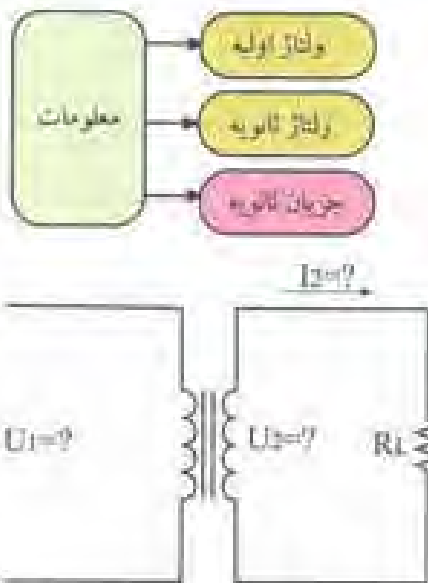 ولتاژ اولیه
معلومات
ولتاژ ثانویه
جریان ثانویه
I2=?
U1=?
U2=?
RL